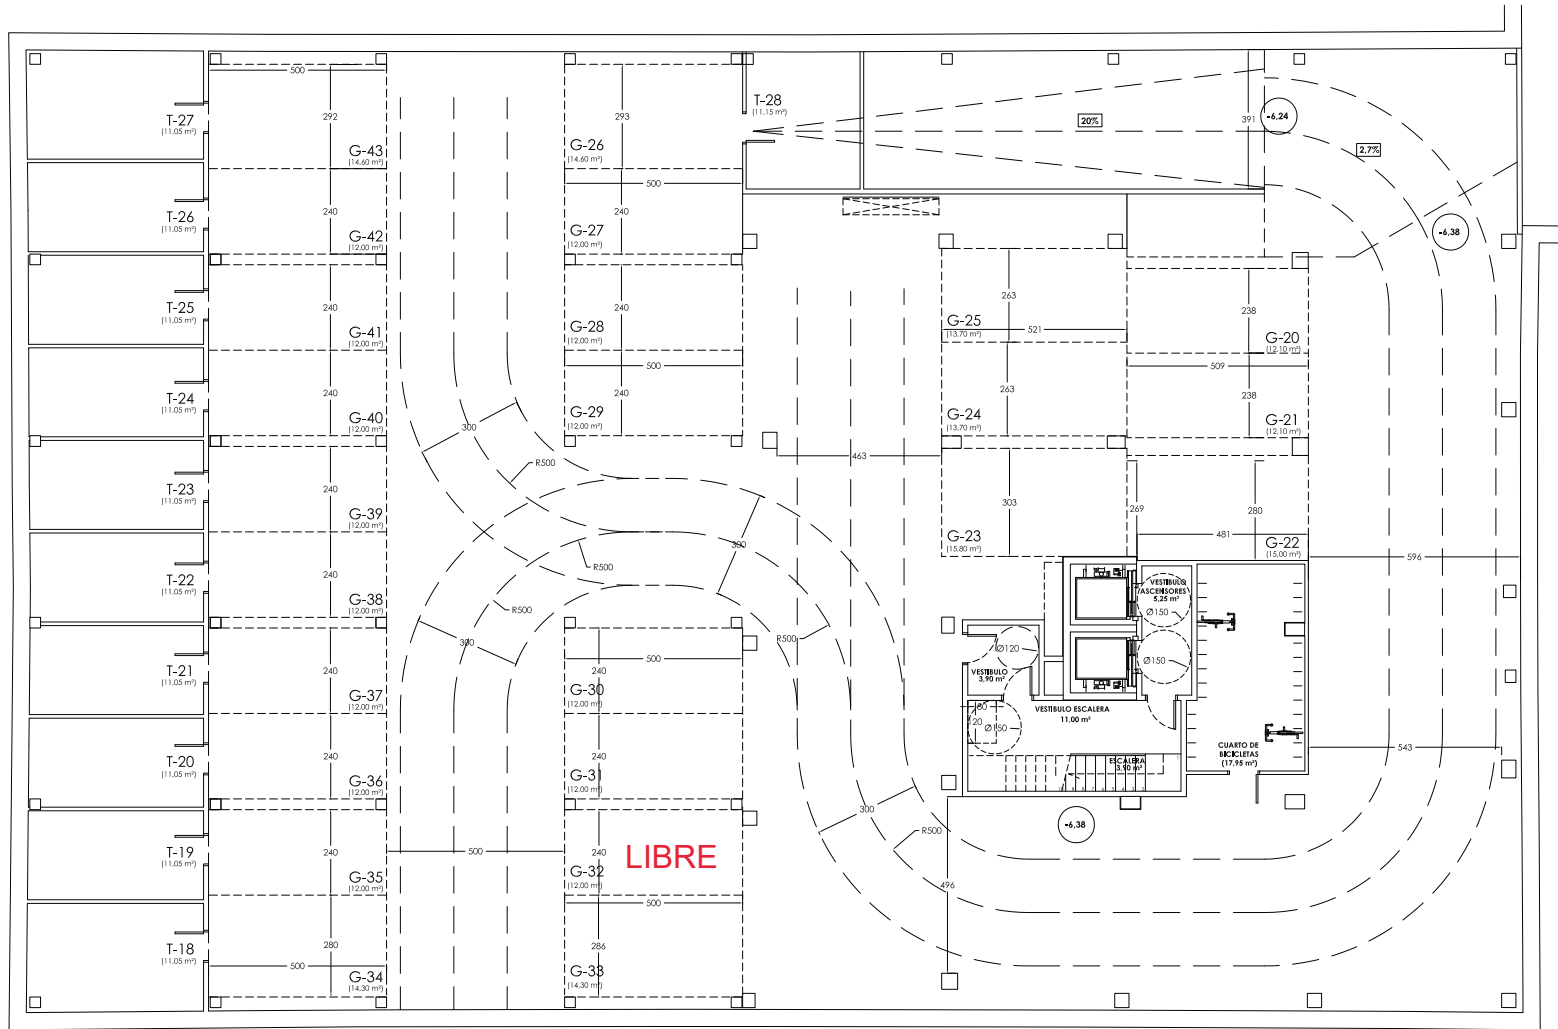 T-27
(11,05 m²)
T-26
(11,05 m²)
T-25
(11,05 m²)
T-24
(11,05 m²)
T-23
(11,05 m²)
T-22
(11,05 m²)
T-21
(11,05 m²)
T-20
(11,05 m²)
T-19
(11,05 m²)
T-18
(11,05 m²)
500
292
G-43
(14,60 m²)
240
G-42
(12,00 m²)
240
G-41
(12,00 m²)
240
G-40
(12,00 m²)
240
G-39
(12,00 m²)
240
G-38
(12,00 m²)
240
G-37
(12,00 m²)
240
G-36
(12,00 m²)
240
G-35
(12,00 m²)
280
500
G-34
(14,30 m²)
293
G-26
(14,60 m²)
500
240
G-27
(12,00 m²)
240
G-28
(12,00 m²)
500
240
G-29
(12,00 m²)
300
R500
300
R500
R500
300
R500
500
240
G-30
(12,00 m²)
240
G-31
(12,00 m²)
240
LIBRE
G-32
(12,00 m²)
500
500
286
G-33
(14,30 m²)
T-28
(11,15 m²)
20%
391
-6,24
2,7%
-6,38
263
G-25
(13,70 m²)
521
263
G-24
(13,70 m²)
463
303
G-23
(15,80 m²)
238
G-20
(12,10 m²)
509
238
G-21
(12,10 m²)
269
280
481
G-22
(15,00 m²)
596
VESTIBULO
ASCENSORES
5,25 m²
Ø150
Ø150
Ø120
VESTIBULO
3,90 m²
VESTIBULO ESCALERA
11,00 m²
Ø150
ESCALERA
3,90 m²
CUARTO DE
BICICLETAS
(17,95 m²)
543
300
R500
-6,38
496